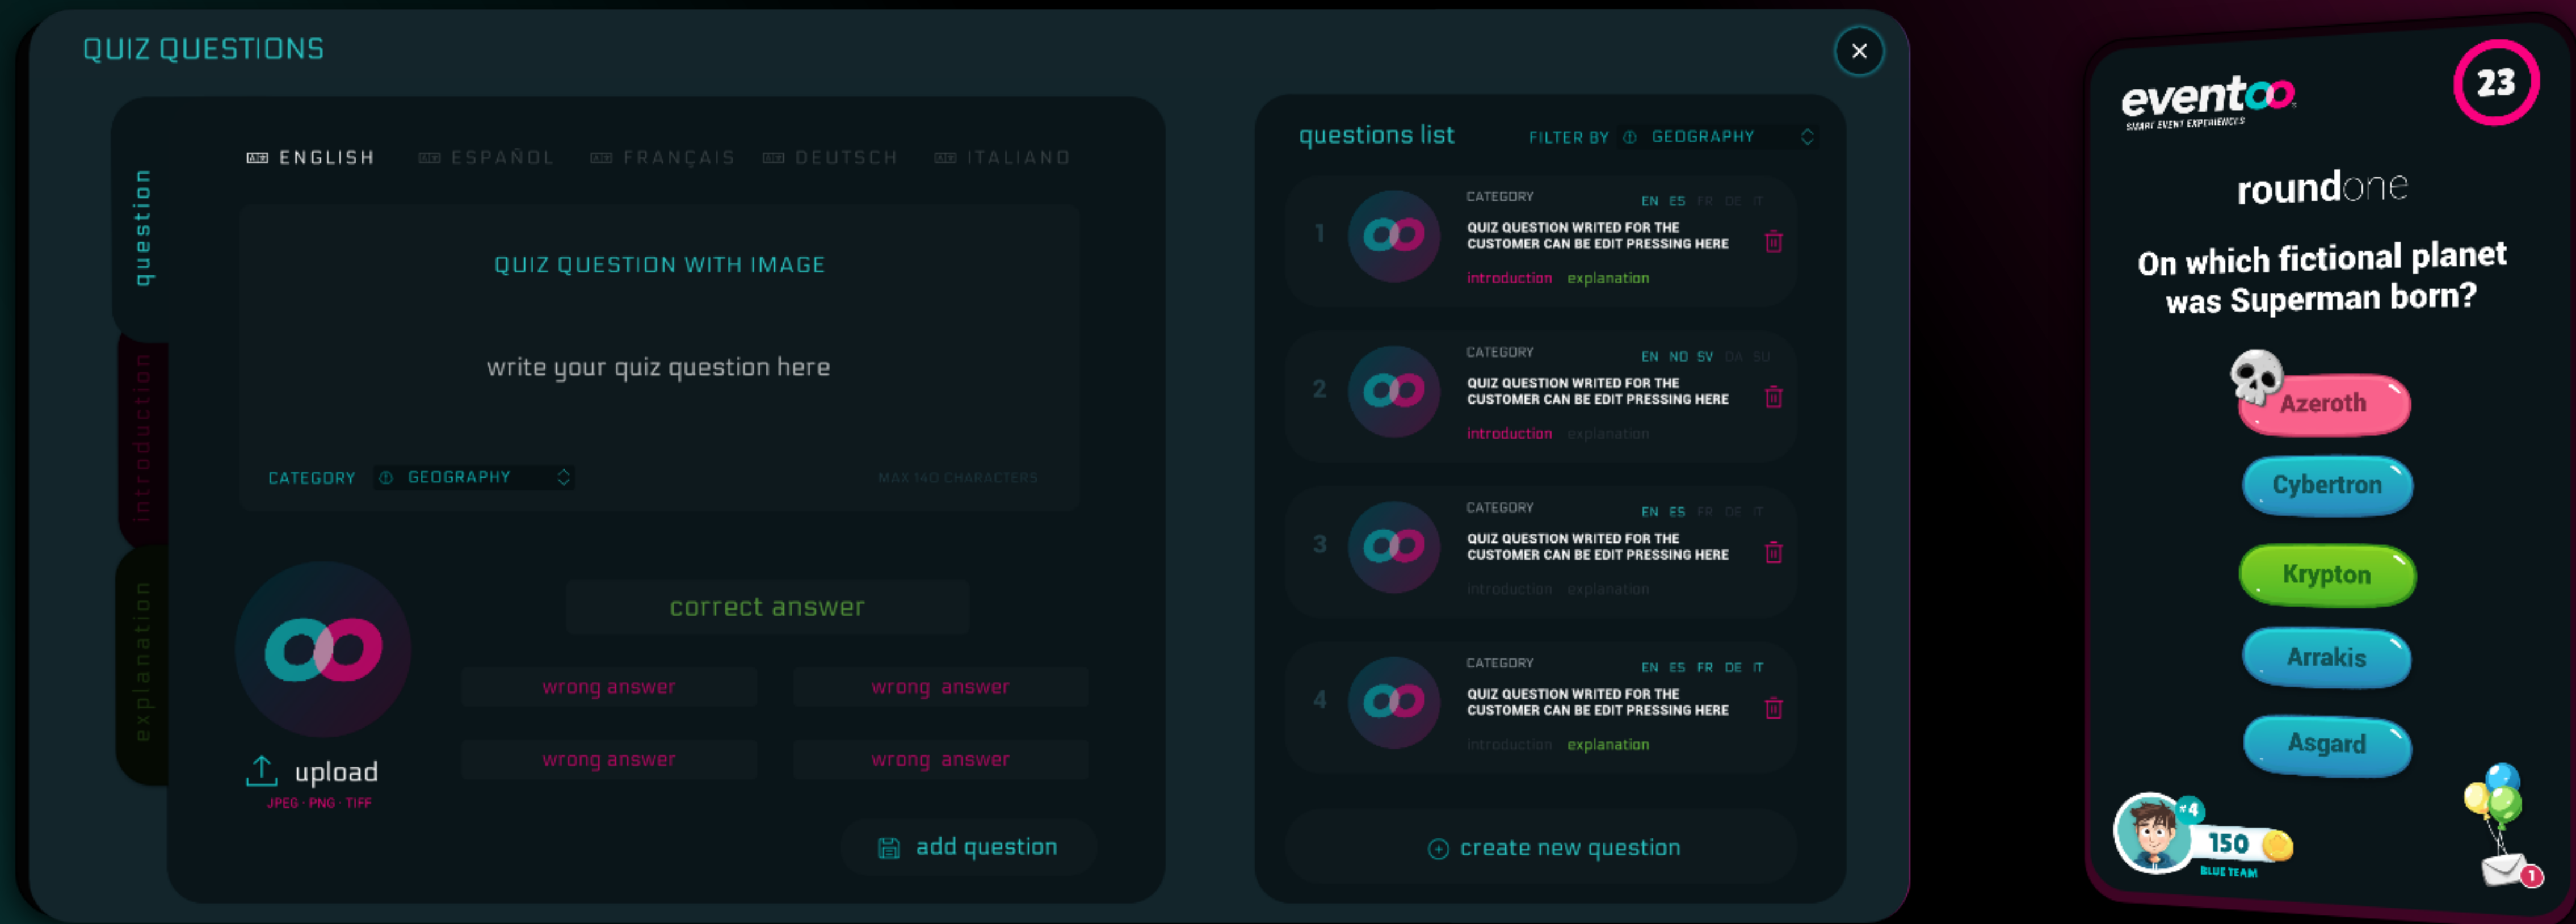 QUIZ QUESTIONS
question
introduction
explanation
ENGLISH
ESPAÑOL
FRANÇAIS
DEUTSCH
ITALIANO
QUIZ QUESTION WITH IMAGE
write your quiz question here
CATEGORY GEOGRAPHY
MAX 140 CHARACTERS
upload
JPEG · PNG · TIFF
correct answer
wrong answer
wrong answer
wrong answer
wrong answer
add question
questions list
FILTER BY GEOGRAPHY
1
CATEGORY
EN ES FR DE IT
QUIZ QUESTION WRITED FOR THE
CUSTOMER CAN BE EDIT PRESSING HERE
introduction explanation
2
CATEGORY
EN NO SV DA SU
QUIZ QUESTION WRITED FOR THE
CUSTOMER CAN BE EDIT PRESSING HERE
introduction explanation
3
CATEGORY
EN ES FR DE IT
QUIZ QUESTION WRITED FOR THE
CUSTOMER CAN BE EDIT PRESSING HERE
introduction explanation
4
CATEGORY
EN ES FR DE IT
QUIZ QUESTION WRITED FOR THE
CUSTOMER CAN BE EDIT PRESSING HERE
introduction explanation
create new question
eventoo
SMART EVENT EXPERIENCES
23
roundone
On which fictional planet
was Superman born?
Azeroth
Cybertron
Krypton
Arrakis
Asgard
150
BLUE TEAM
1